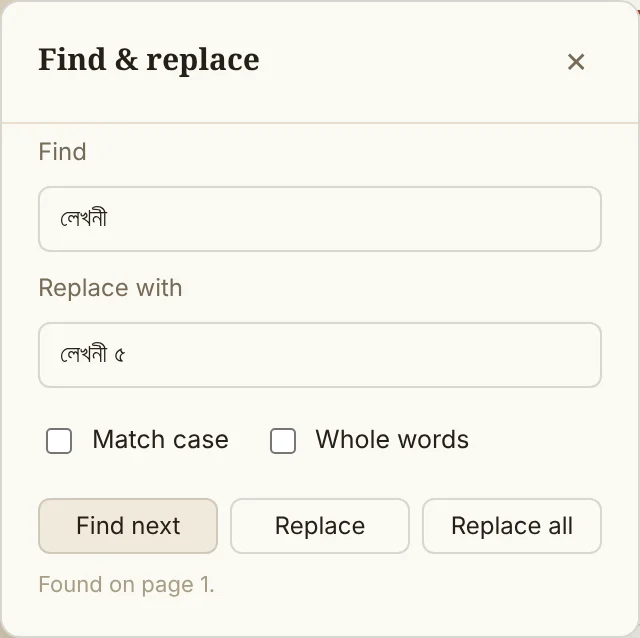 Find & replace
Find
লেখনী
Replace with
লেখনী ৫
Match case Whole words
Find next Replace Replace all
Found on page 1.